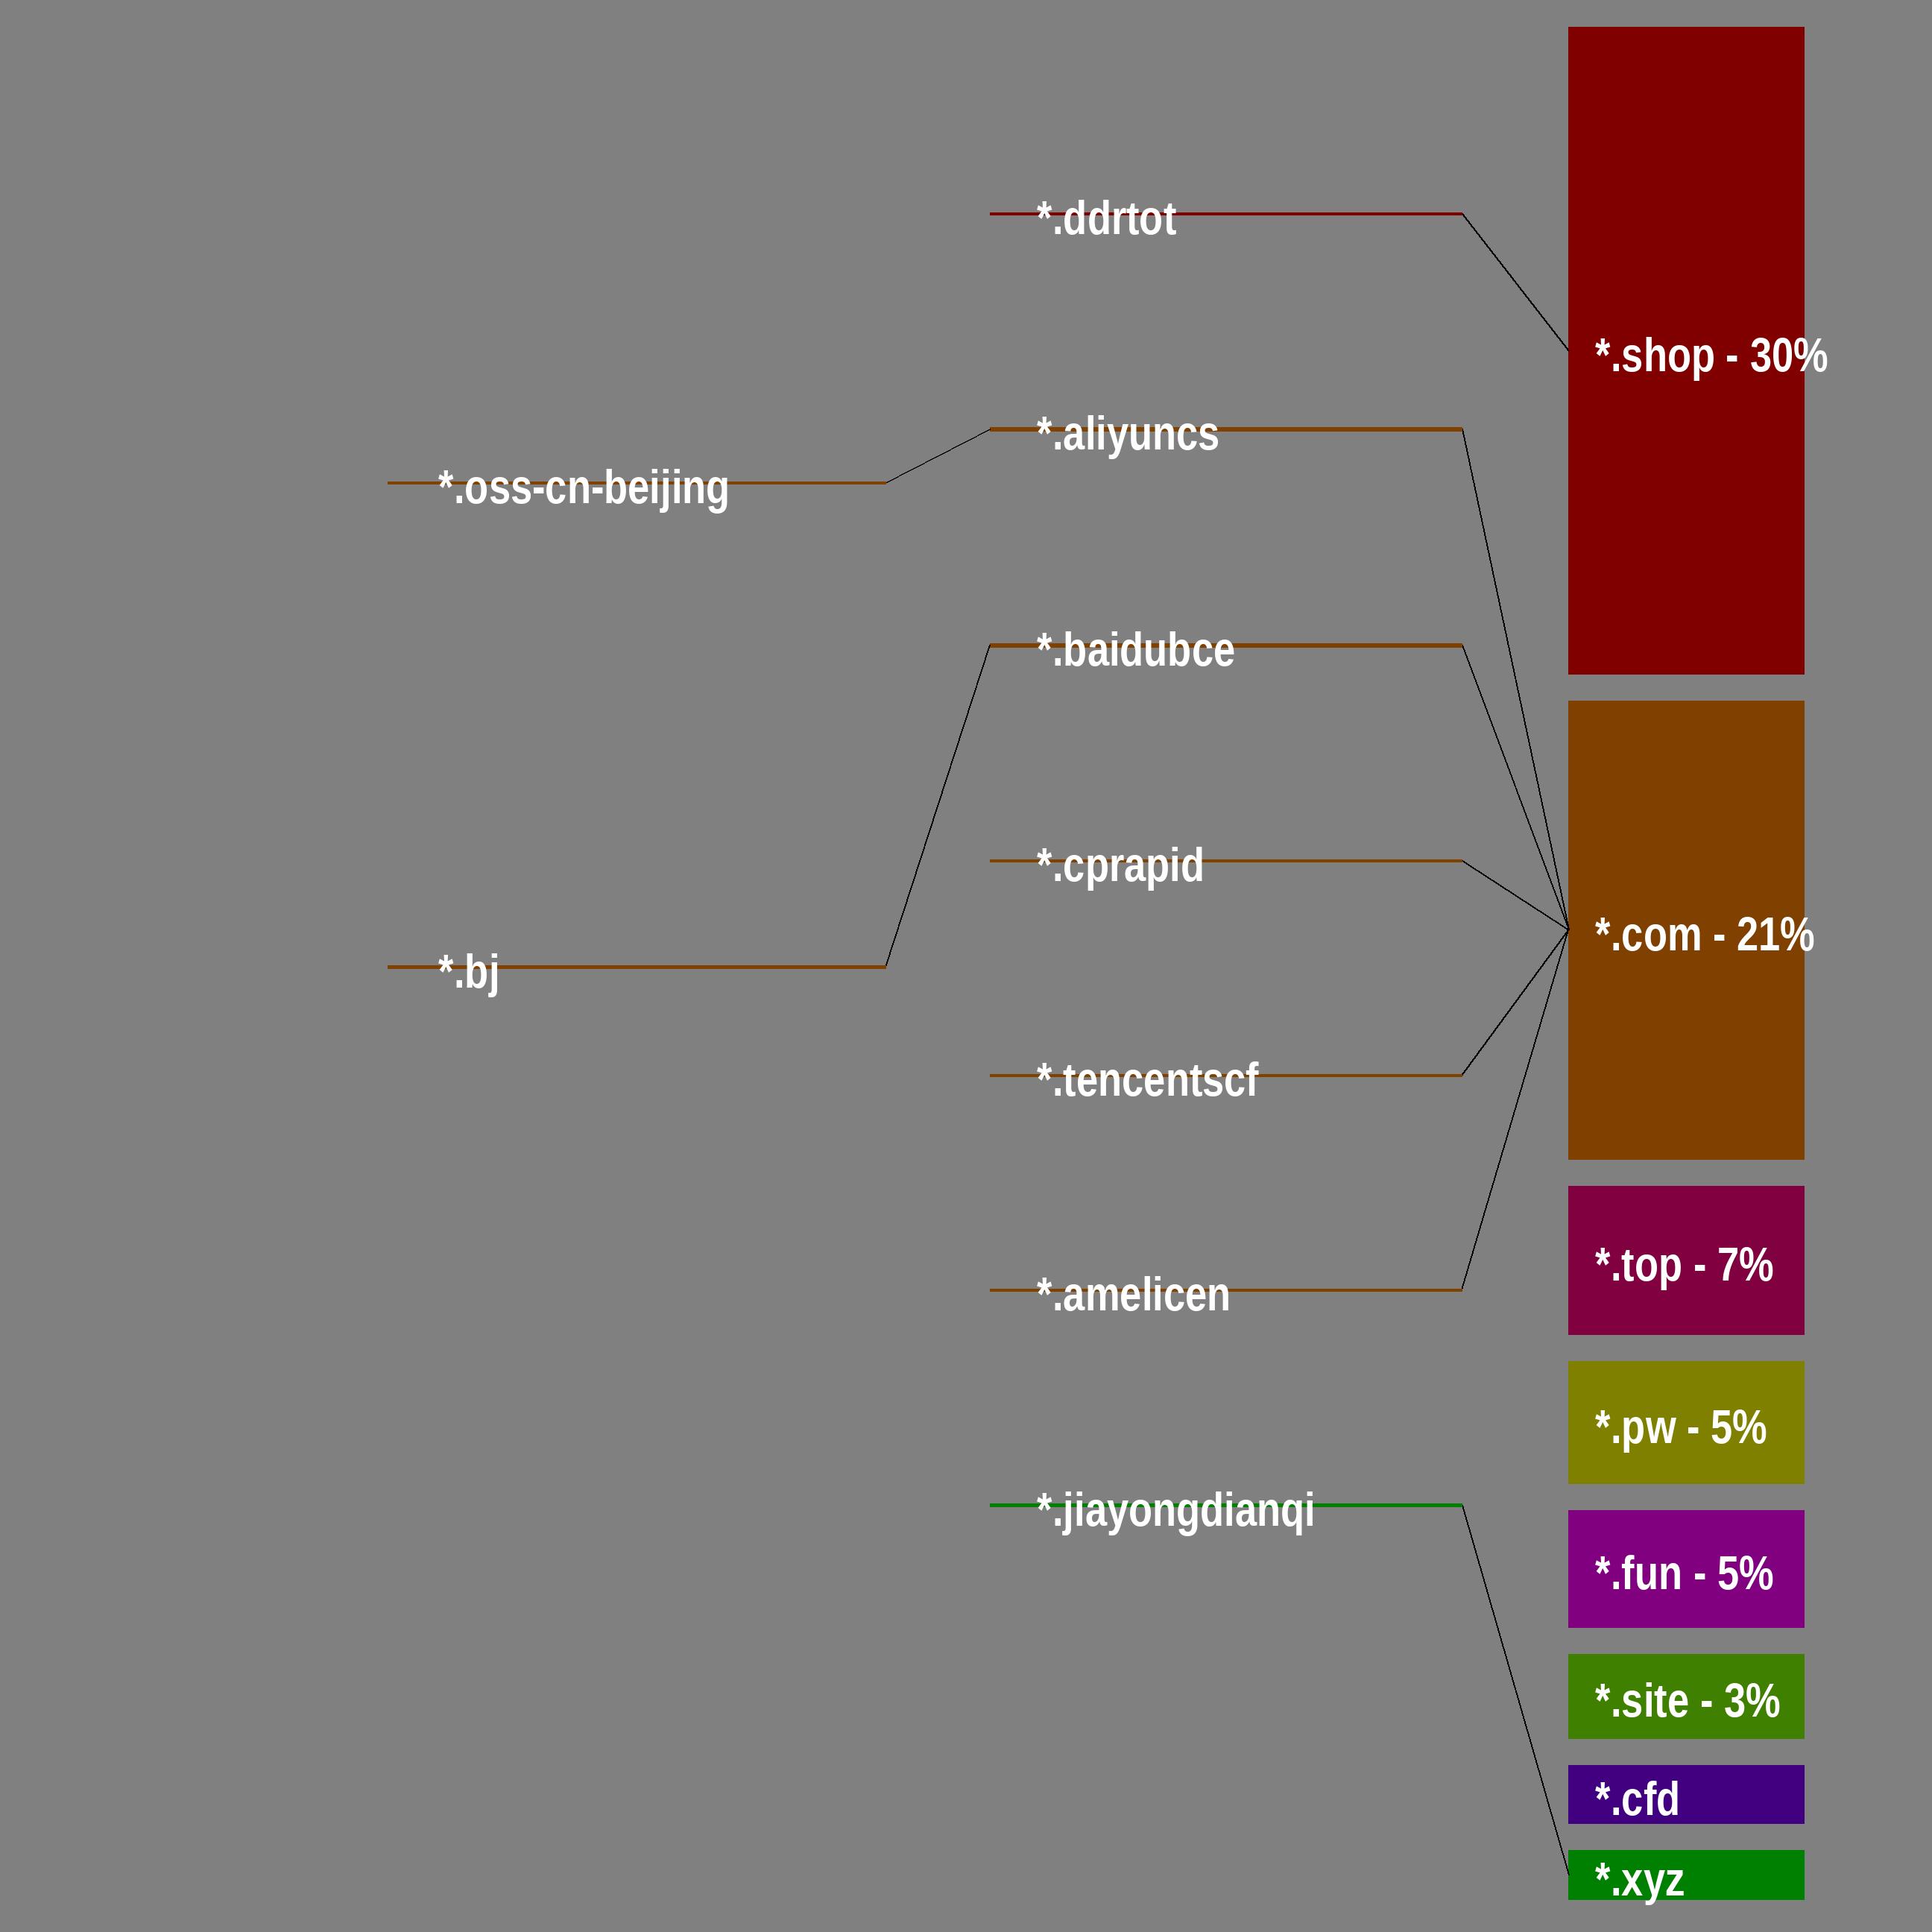 *.ddrtot
*.shop - 30%
*.aliyuncs
*.oss-cn-beijing
*.baidubce
*.cprapid
*.com - 21%
*.bj
*.tencentscf
*.top - 7%
*.amelicen
*.pw - 5%
*.jiayongdianqi
*.fun - 5%
*.site - 3%
*.cfd
*.xyz